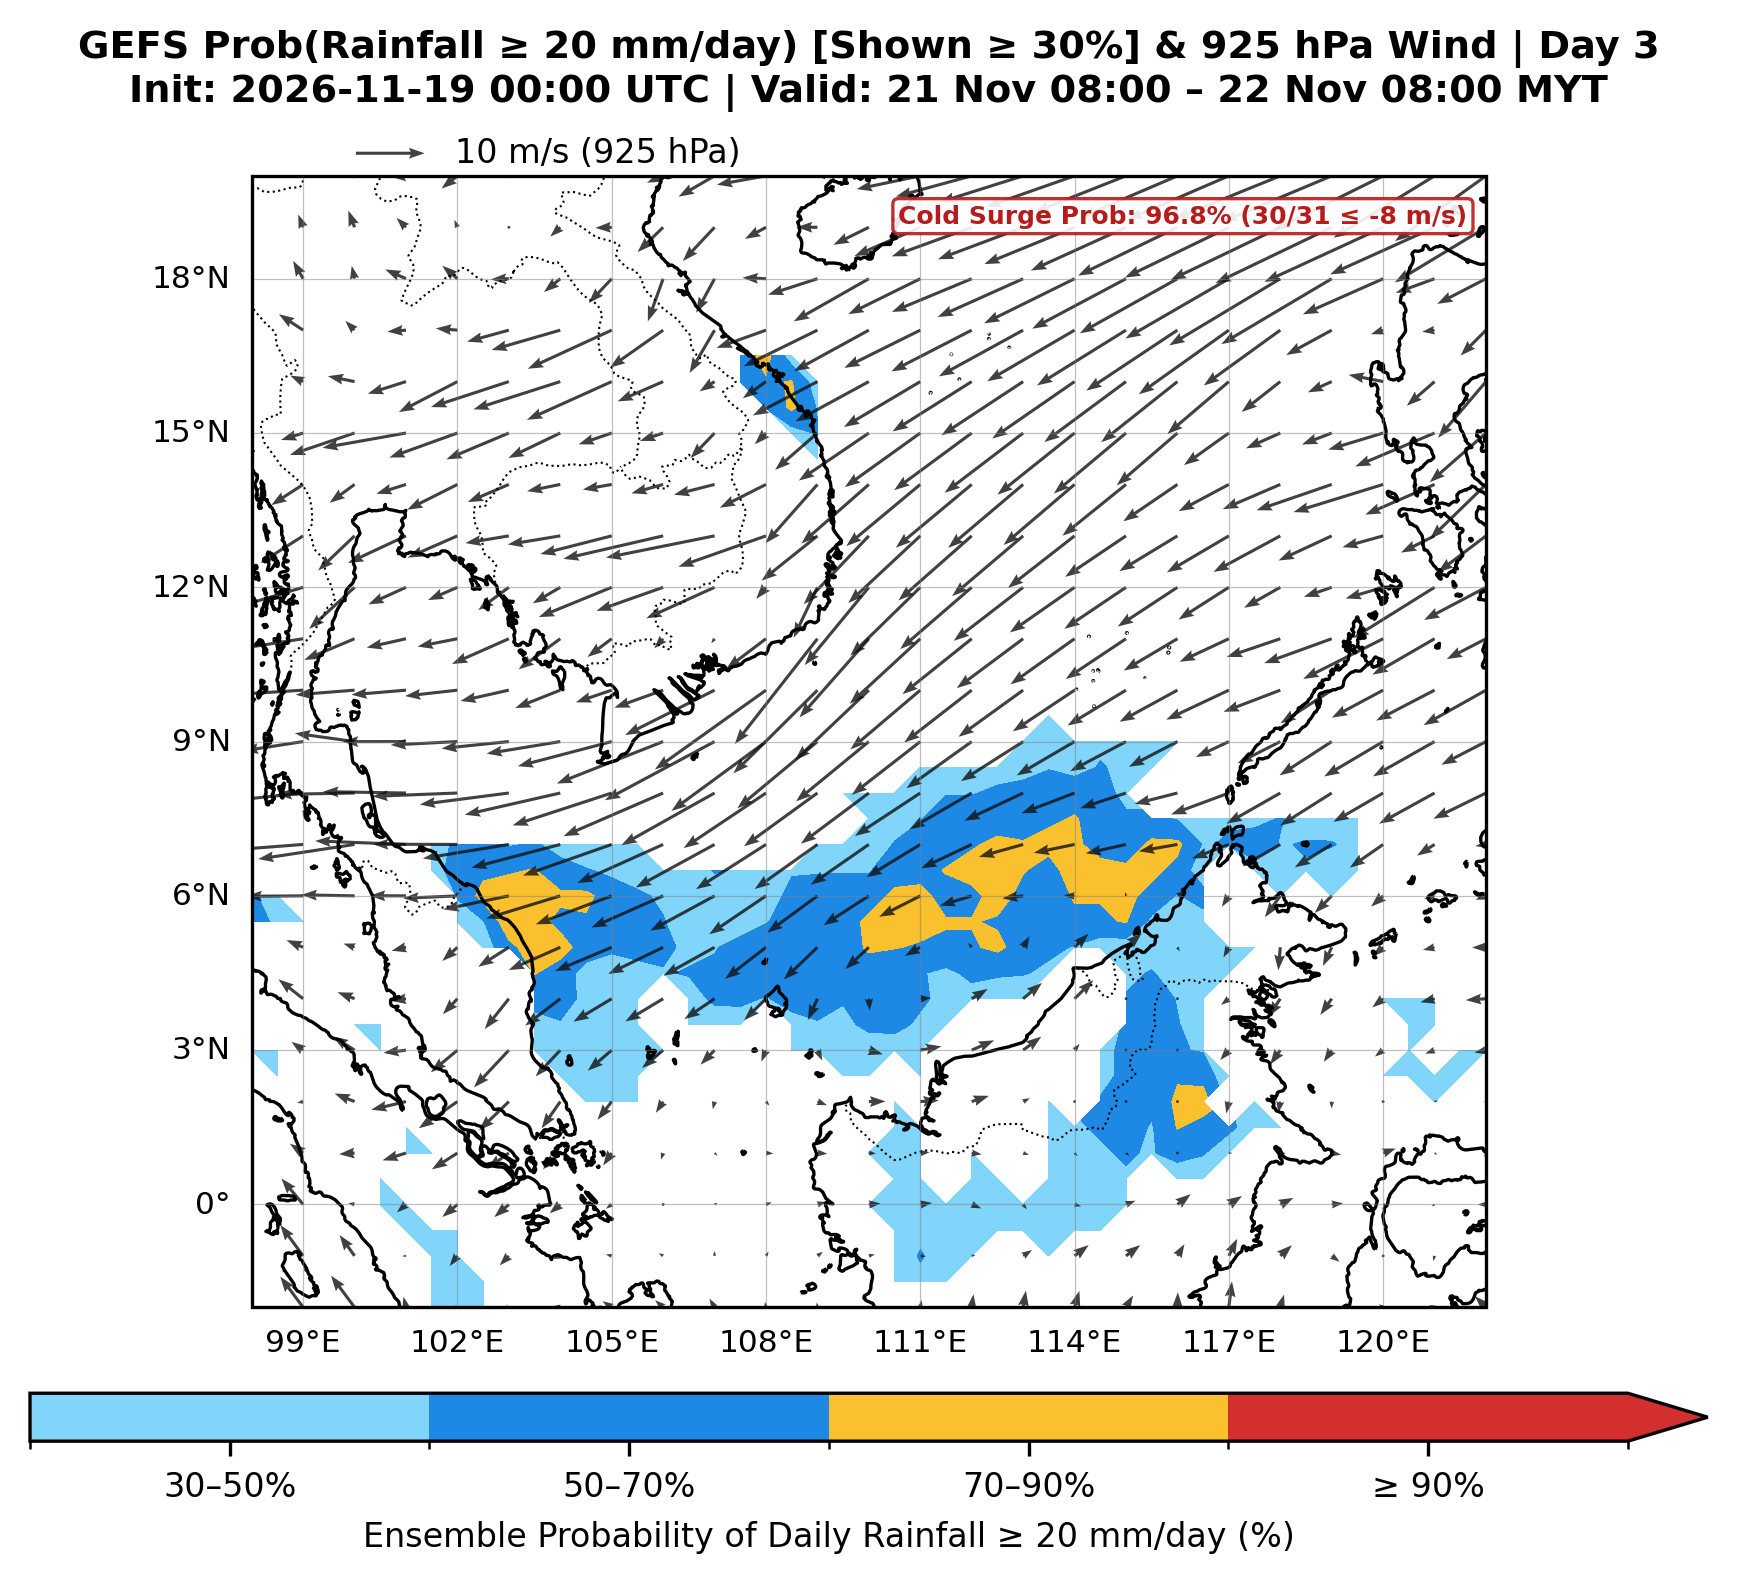 GEFS Prob(Rainfall ≥ 20 mm/day) [Shown ≥ 30%] & 925 hPa Wind | Day 3
Init: 2026-11-19 00:00 UTC | Valid: 21 Nov 08:00 – 22 Nov 08:00 MYT
10 m/s (925 hPa)
Cold Surge Prob: 96.8% (30/31 ≤ -8 m/s)
18°N
15°N
12°N
9°N
6°N
3°N
0°
99°E 102°E 105°E 108°E 111°E 114°E 117°E 120°E
30–50% 50–70% 70–90% ≥ 90%
Ensemble Probability of Daily Rainfall ≥ 20 mm/day (%)